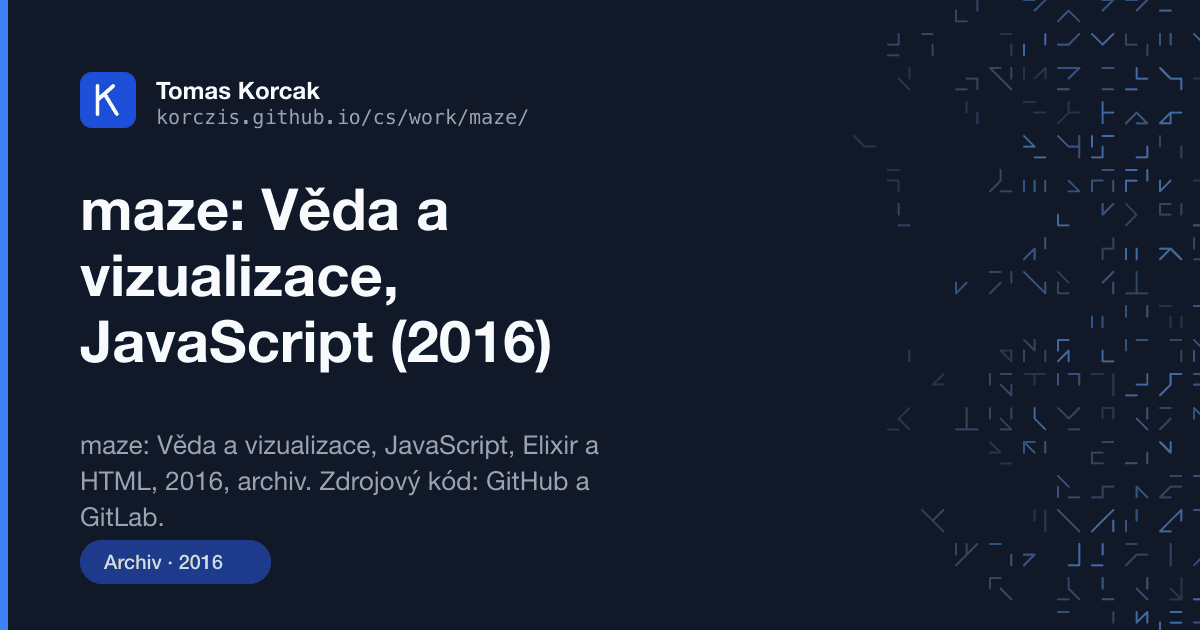 K
Tomas Korcak
korczis.github.io/cs/work/maze/
maze: Věda a
vizualizace,
JavaScript (2016)
maze: Věda a vizualizace, JavaScript, Elixir a
HTML, 2016, archiv. Zdrojový kód: GitHub a
GitLab.
Archiv · 2016